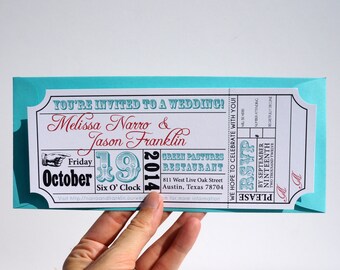 YOU'RE INVITED TO A WEDDING!
Melissa Narro &
Jason Franklin
Friday
October
19
Six O' Clock
2014
GREEN PASTURES
RESTAURANT
811 West Live Oak Street
Austin, Texas 78704
WE HOPE TO CELEBRATE WITH YOU!
PLEASE
RSVP
BY SEPTEMBER
NINETEENTH
M